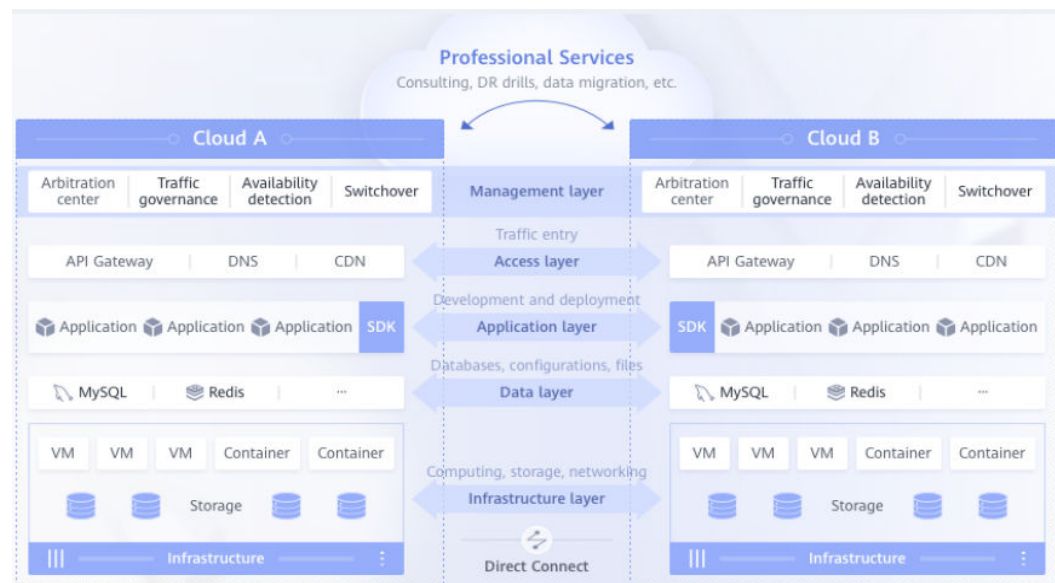 Professional Services
Consulting, DR drills, data migration, etc.
Cloud A
Cloud B
Arbitration center
Traffic governance
Availability detection
Switchover
Management layer
Arbitration center
Traffic governance
Availability detection
Switchover
Traffic entry
API Gateway
DNS
CDN
Access layer
API Gateway
DNS
CDN
Development and deployment
Application
Application
Application
SDK
Application layer
SDK
Application
Application
Application
Databases, configurations, files
MySQL
Redis
...
Data layer
MySQL
Redis
...
VM
VM
VM
Container
Container
VM
VM
VM
Container
Container
Computing, storage, networking
Storage
Infrastructure layer
Storage
Infrastructure
Direct Connect
Infrastructure